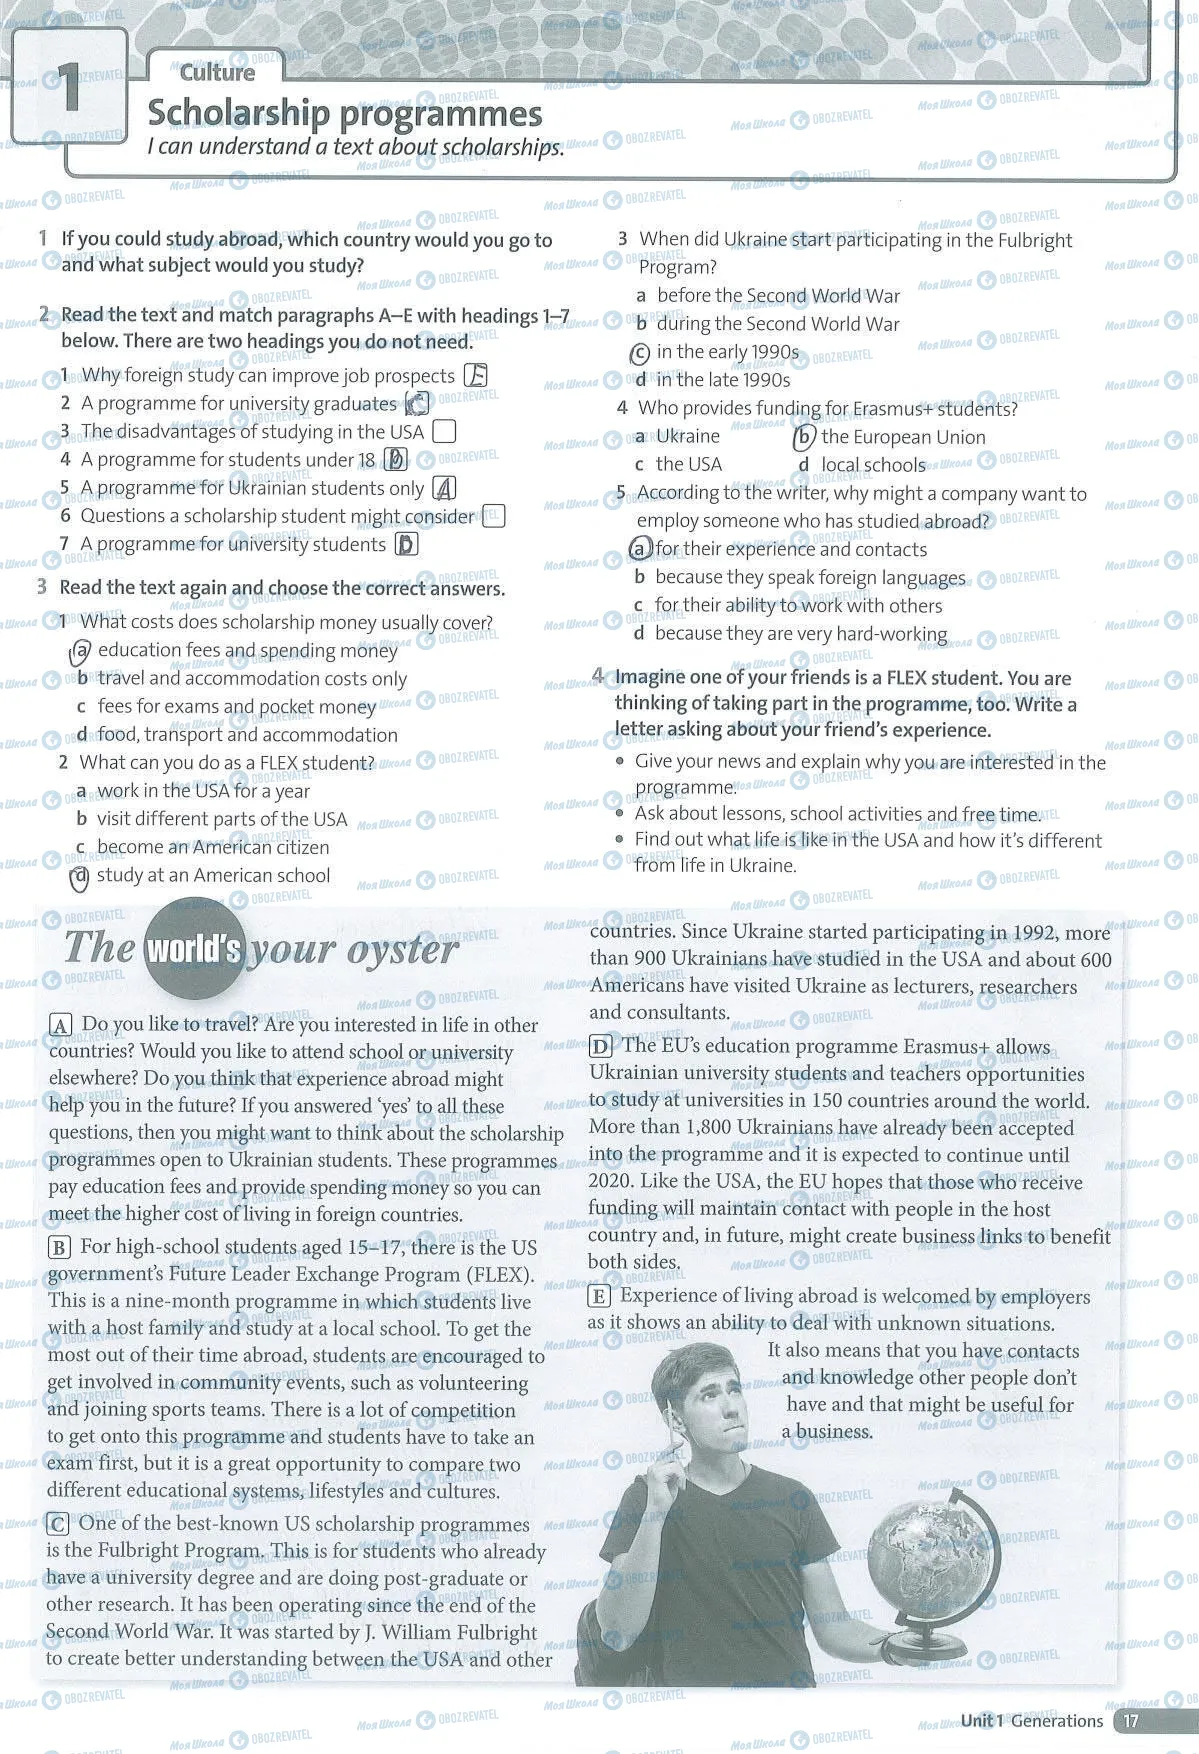 1
Culture
Scholarship programmes
I can understand a text about scholarships.
1 If you could study abroad, which country would you go to
and what subject would you study?
2 Read the text and match paragraphs A–E with headings 1–7
below. There are two headings you do not need.
1 Why foreign study can improve job prospects E
2 A programme for university graduates C
3 The disadvantages of studying in the USA
4 A programme for students under 18
5 A programme for Ukrainian students only A
6 Questions a scholarship student might consider
7 A programme for university students D
3 Read the text again and choose the correct answers.
1 What costs does scholarship money usually cover?
a education fees and spending money
b travel and accommodation costs only
c fees for exams and pocket money
d food, transport and accommodation
2 What can you do as a FLEX student?
a work in the USA for a year
b visit different parts of the USA
c become an American citizen
d study at an American school
3 When did Ukraine start participating in the Fulbright
Program?
a before the Second World War
b during the Second World War
c in the early 1990s
d in the late 1990s
4 Who provides funding for Erasmus+ students?
a Ukraine b the European Union
c the USA d local schools
5 According to the writer, why might a company want to
employ someone who has studied abroad?
a for their experience and contacts
b because they speak foreign languages
c for their ability to work with others
d because they are very hard-working
4 Imagine one of your friends is a FLEX student. You are
thinking of taking part in the programme, too. Write a
letter asking about your friend's experience.
• Give your news and explain why you are interested in the
programme.
• Ask about lessons, school activities and free time.
• Find out what life is like in the USA and how it's different
from life in Ukraine.
The world's your oyster
A Do you like to travel? Are you interested in life in other
countries? Would you like to attend school or university
elsewhere? Do you think that experience abroad might
help you in the future? If you answered 'yes' to all these
questions, then you might want to think about the scholarship
programmes open to Ukrainian students. These programmes
pay education fees and provide spending money so you can
meet the higher cost of living in foreign countries.
B For high-school students aged 15–17, there is the US
government's Future Leader Exchange Program (FLEX).
This is a nine-month programme in which students live
with a host family and study at a local school. To get the
most out of their time abroad, students are encouraged to
get involved in community events, such as volunteering
and joining sports teams. There is a lot of competition
to get onto this programme and students have to take an
exam first, but it is a great opportunity to compare two
different educational systems, lifestyles and cultures.
C One of the best-known US scholarship programmes
is the Fulbright Program. This is for students who already
have a university degree and are doing post-graduate or
other research. It has been operating since the end of the
Second World War. It was started by J. William Fulbright
to create better understanding between the USA and other
countries. Since Ukraine started participating in 1992, more
than 900 Ukrainians have studied in the USA and about 600
Americans have visited Ukraine as lecturers, researchers
and consultants.
D The EU's education programme Erasmus+ allows
Ukrainian university students and teachers opportunities
to study at universities in 150 countries around the world.
More than 1,800 Ukrainians have already been accepted
into the programme and it is expected to continue until
2020. Like the USA, the EU hopes that those who receive
funding will maintain contact with people in the host
country and, in future, might create business links to benefit
both sides.
E Experience of living abroad is welcomed by employers
as it shows an ability to deal with unknown situations.
It also means that you have contacts
and knowledge other people don't
have and that might be useful for
a business.
Unit 1 Generations 17
Моя Школа OBOZREVATEL